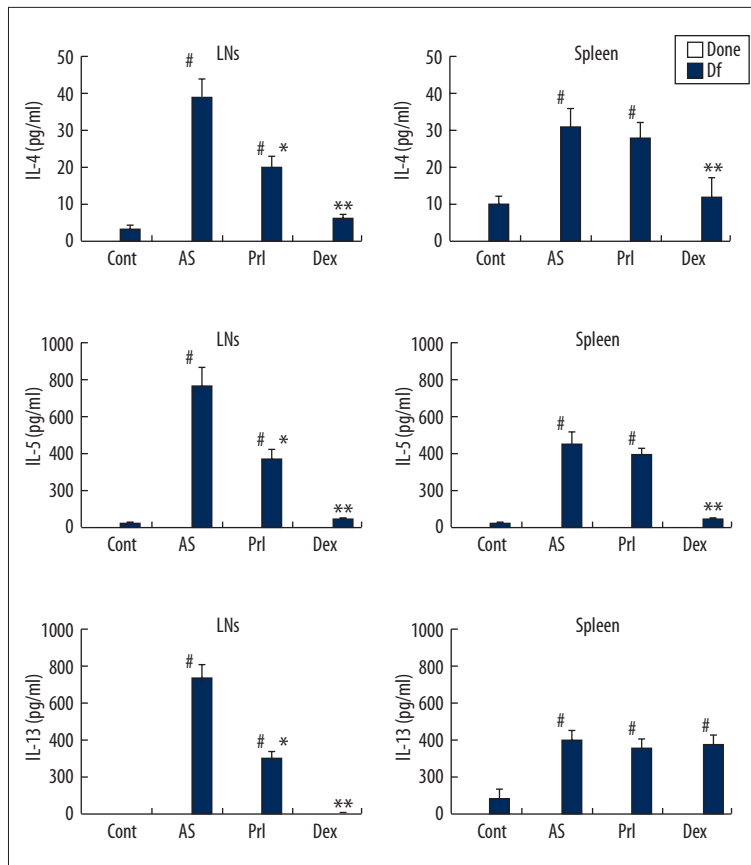 LNs
IL-4 (pg/ml)
50
40
30
20
10
0
#
# *
**
Cont AS Prl Dex
Spleen
Done
Df
IL-4 (pg/ml)
50
40
30
20
10
0
#
#
**
Cont AS Prl Dex
LNs
IL-5 (pg/ml)
1000
800
600
400
300
0
#
# *
**
Cont AS Prl Dex
Spleen
IL-5 (pg/ml)
1000
800
600
400
300
0
#
#
**
Cont AS Prl Dex
LNs
IL-13 (pg/ml)
1000
800
600
400
300
0
#
# *
**
Cont AS Prl Dex
Spleen
IL-13 (pg/ml)
1000
800
600
400
300
0
#
#
#
Cont AS Prl Dex